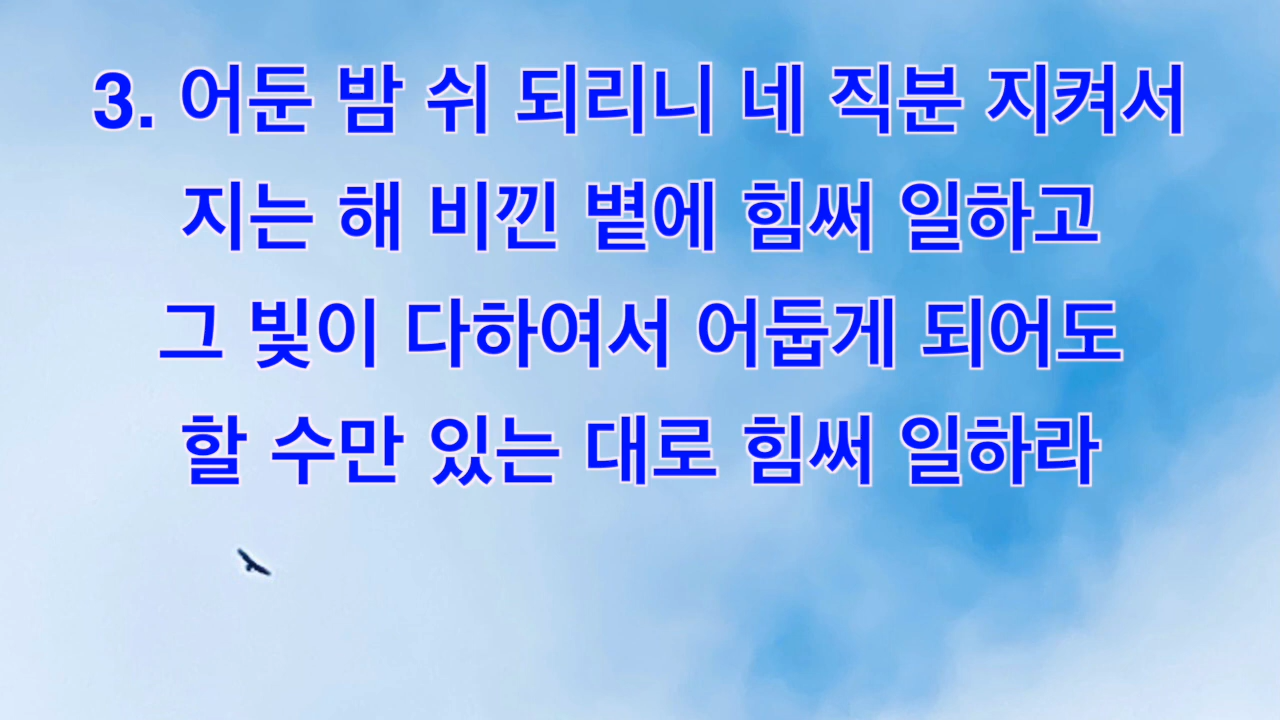 3. 어둔 밤 쉬 되리니 네 직분 지켜서
지는 해 비낀 볕에 힘써 일하고
그 빛이 다하여서 어둡게 되어도
할 수만 있는 대로 힘써 일하라